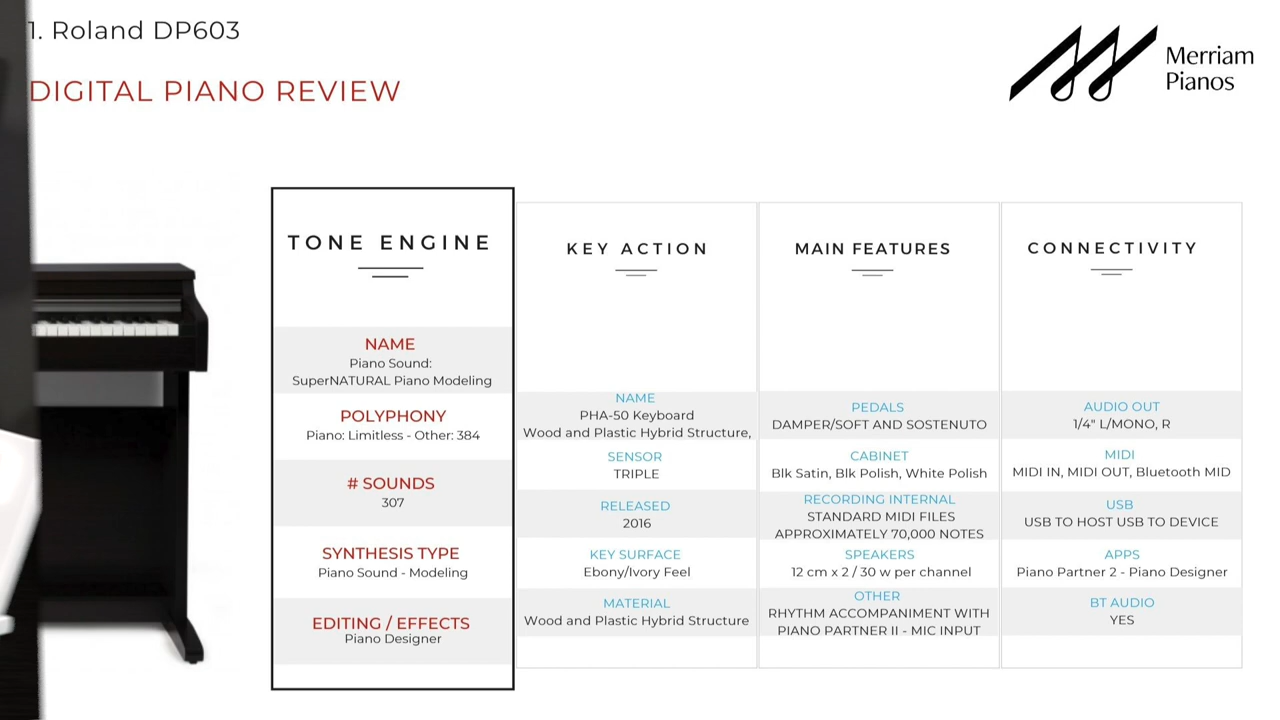 1. Roland DP603
DIGITAL PIANO REVIEW
Merriam
Pianos
TONE ENGINE
NAME
Piano Sound:
SuperNATURAL Piano Modeling
POLYPHONY
Piano: Limitless - Other: 384
# SOUNDS
307
SYNTHESIS TYPE
Piano Sound - Modeling
EDITING / EFFECTS
Piano Designer
KEY ACTION
NAME
PHA-50 Keyboard
Wood and Plastic Hybrid Structure,
SENSOR
TRIPLE
RELEASED
2016
KEY SURFACE
Ebony/Ivory Feel
MATERIAL
Wood and Plastic Hybrid Structure
MAIN FEATURES
PEDALS
DAMPER/SOFT AND SOSTENUTO
CABINET
Blk Satin, Blk Polish, White Polish
RECORDING INTERNAL
STANDARD MIDI FILES
APPROXIMATELY 70,000 NOTES
SPEAKERS
12 cm x 2 / 30 w per channel
OTHER
RHYTHM ACCOMPANIMENT WITH
PIANO PARTNER II - MIC INPUT
CONNECTIVITY
AUDIO OUT
1/4" L/MONO, R
MIDI
MIDI IN, MIDI OUT, Bluetooth MID
USB
USB TO HOST USB TO DEVICE
APPS
Piano Partner 2 - Piano Designer
BT AUDIO
YES